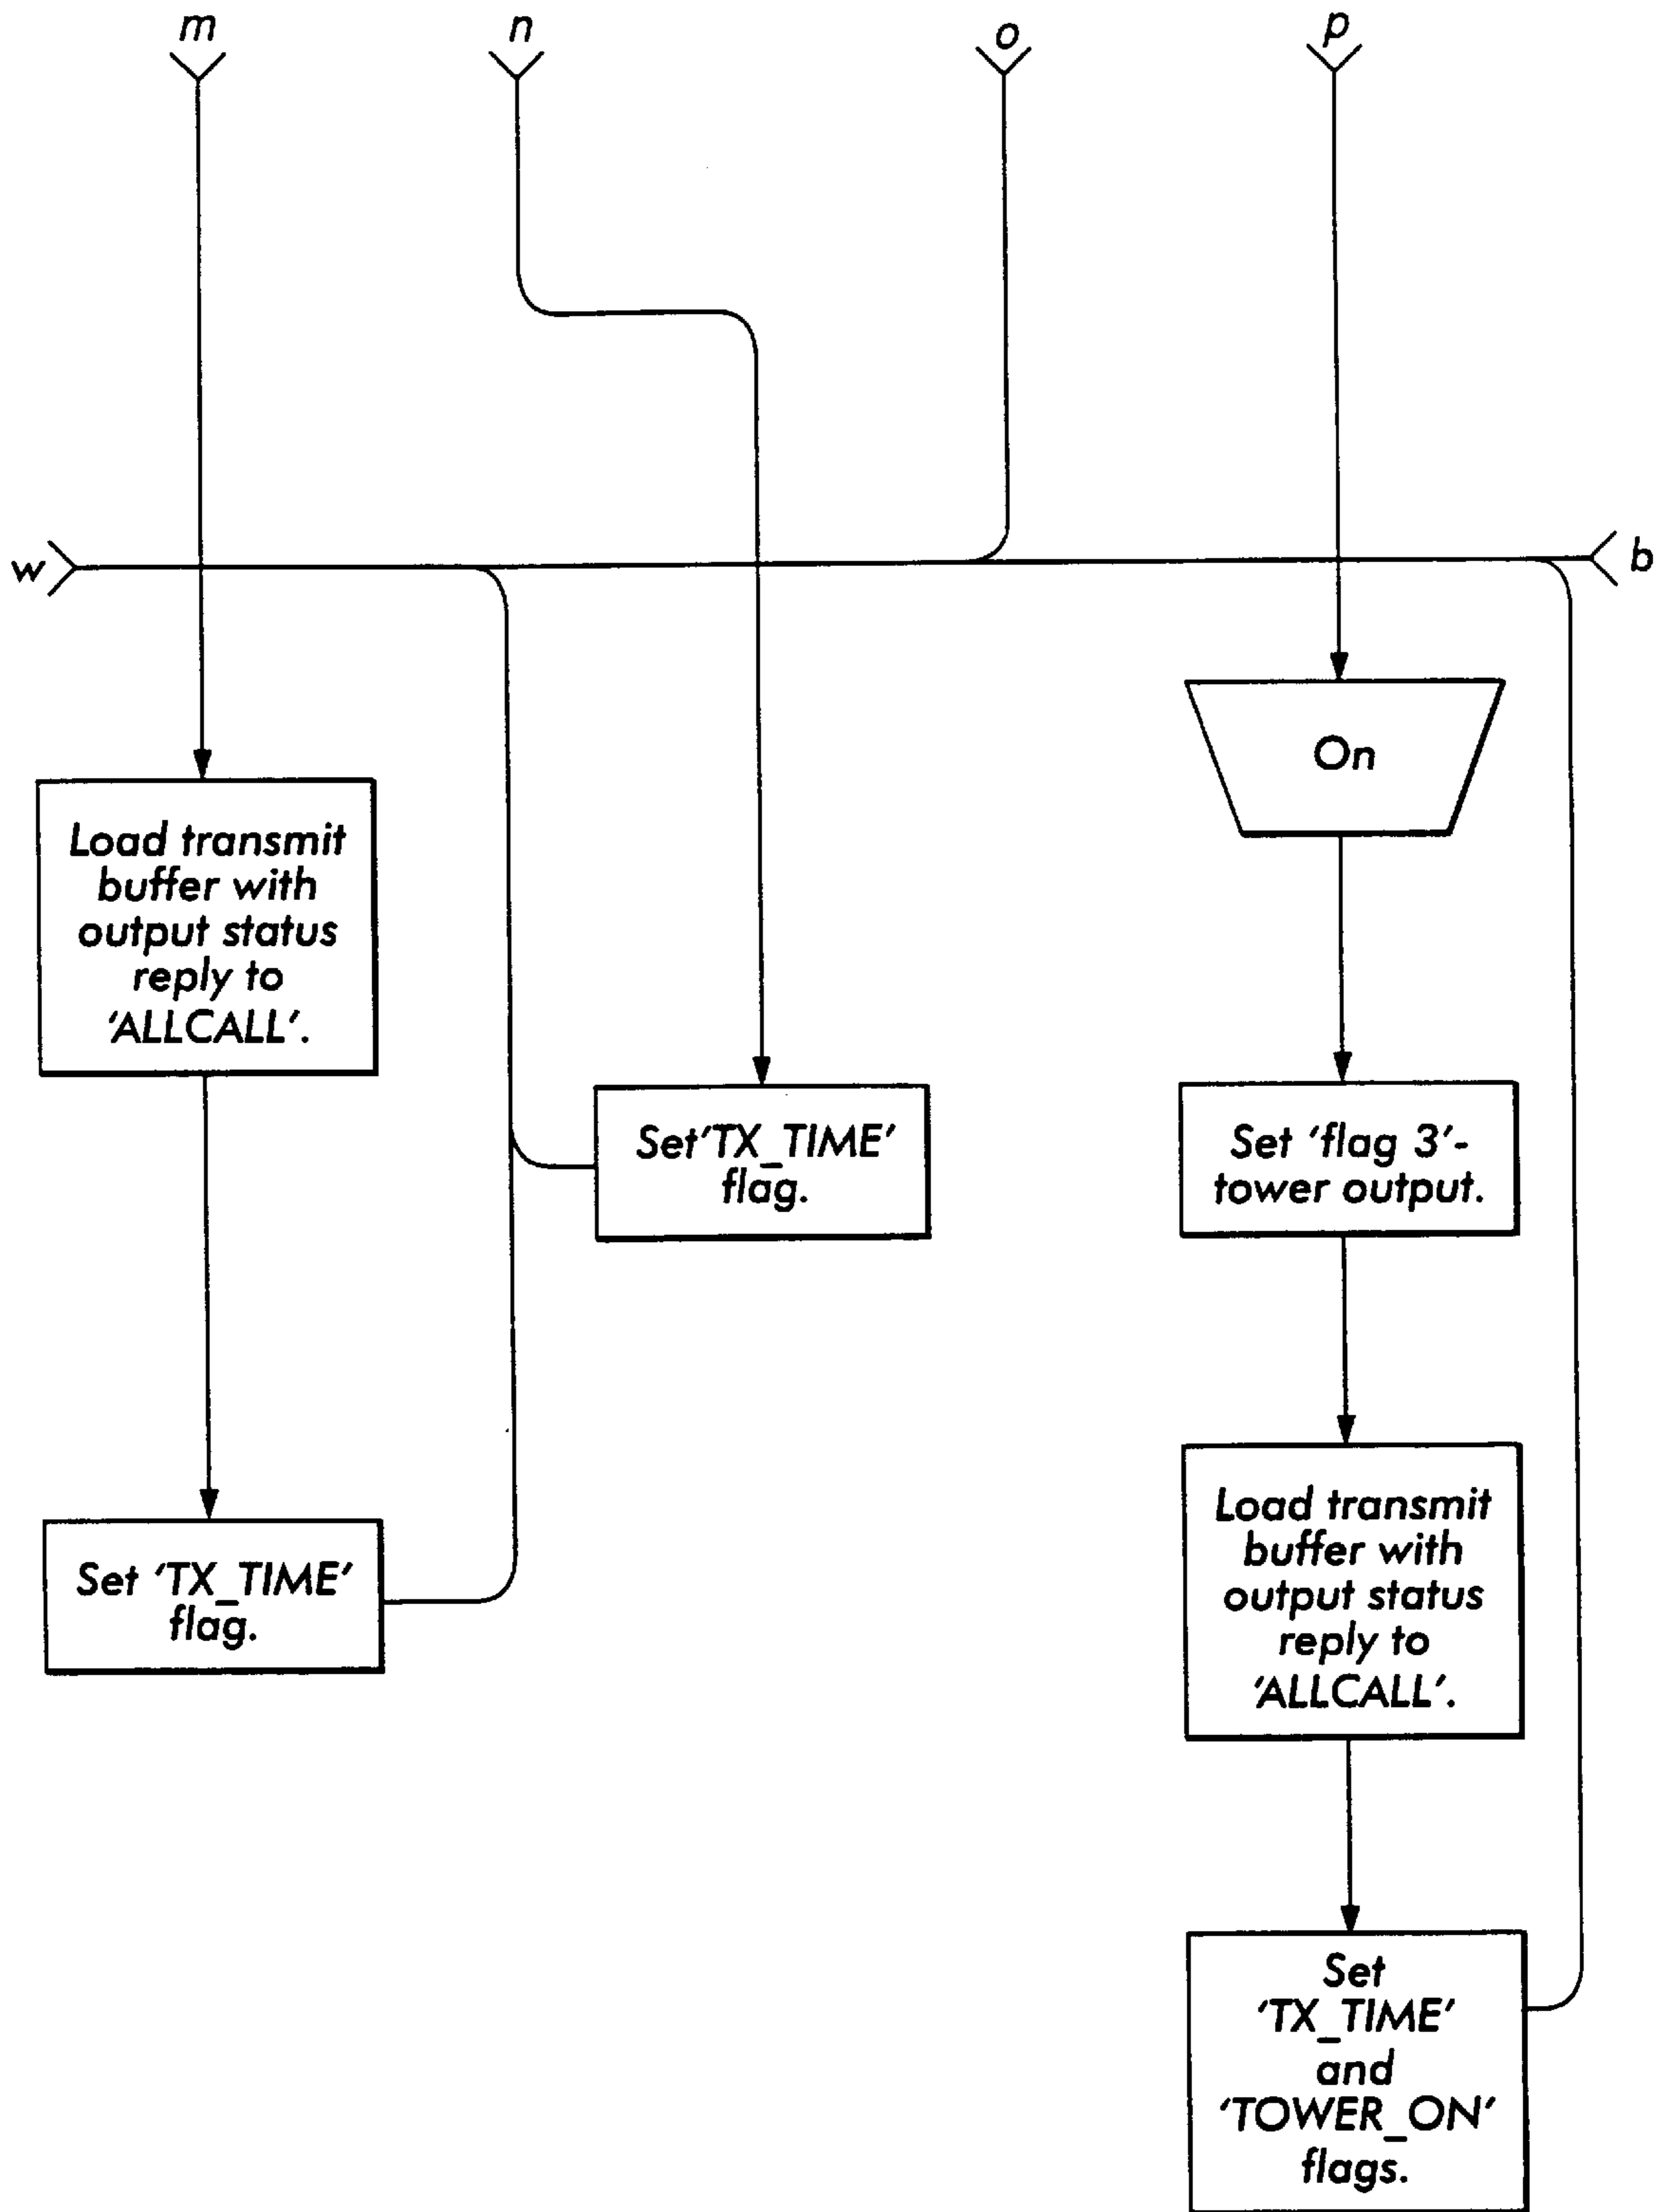 m
n
o
p
w
b
On
Load transmit
buffer with
output status
reply to
'ALLCALL'.
Set'TX_TIME'
flag.
Set 'flag 3'-
tower output.
Load transmit
buffer with
output status
reply to
'ALLCALL'.
Set 'TX_TIME'
flag.
Set
'TX_TIME'
and
'TOWER_ON'
flags.